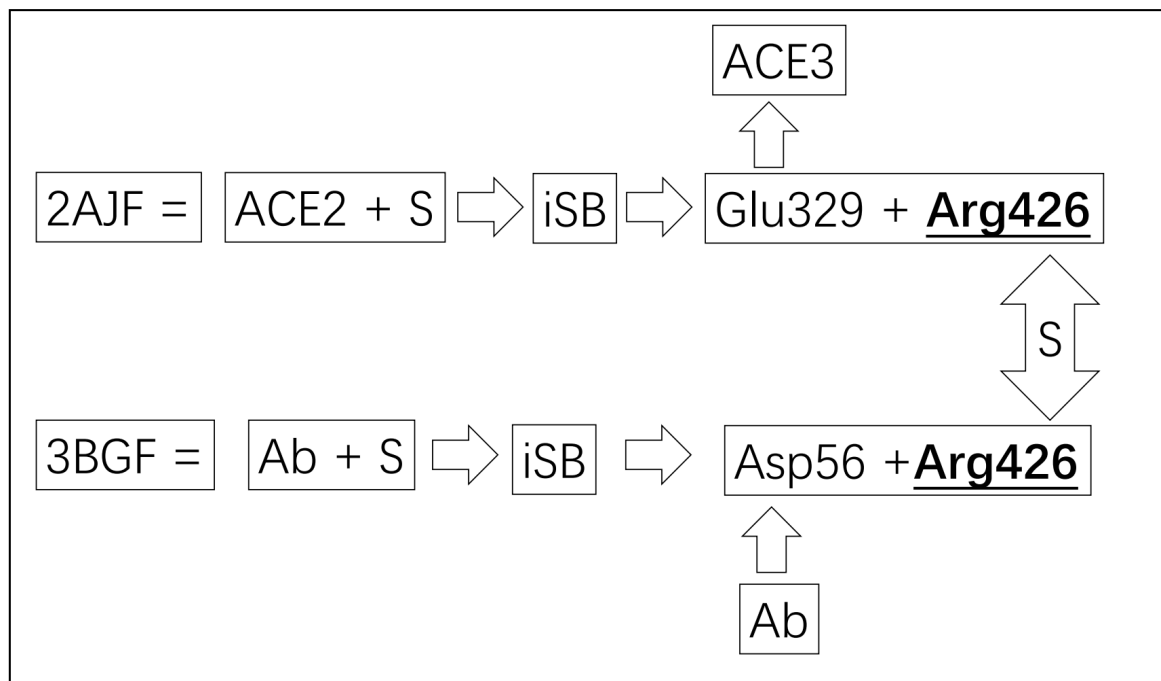 ACE3
2AJF = ACE2 + S iSB Glu329 + Arg426
S
3BGF = Ab + S iSB Asp56 +Arg426
Ab